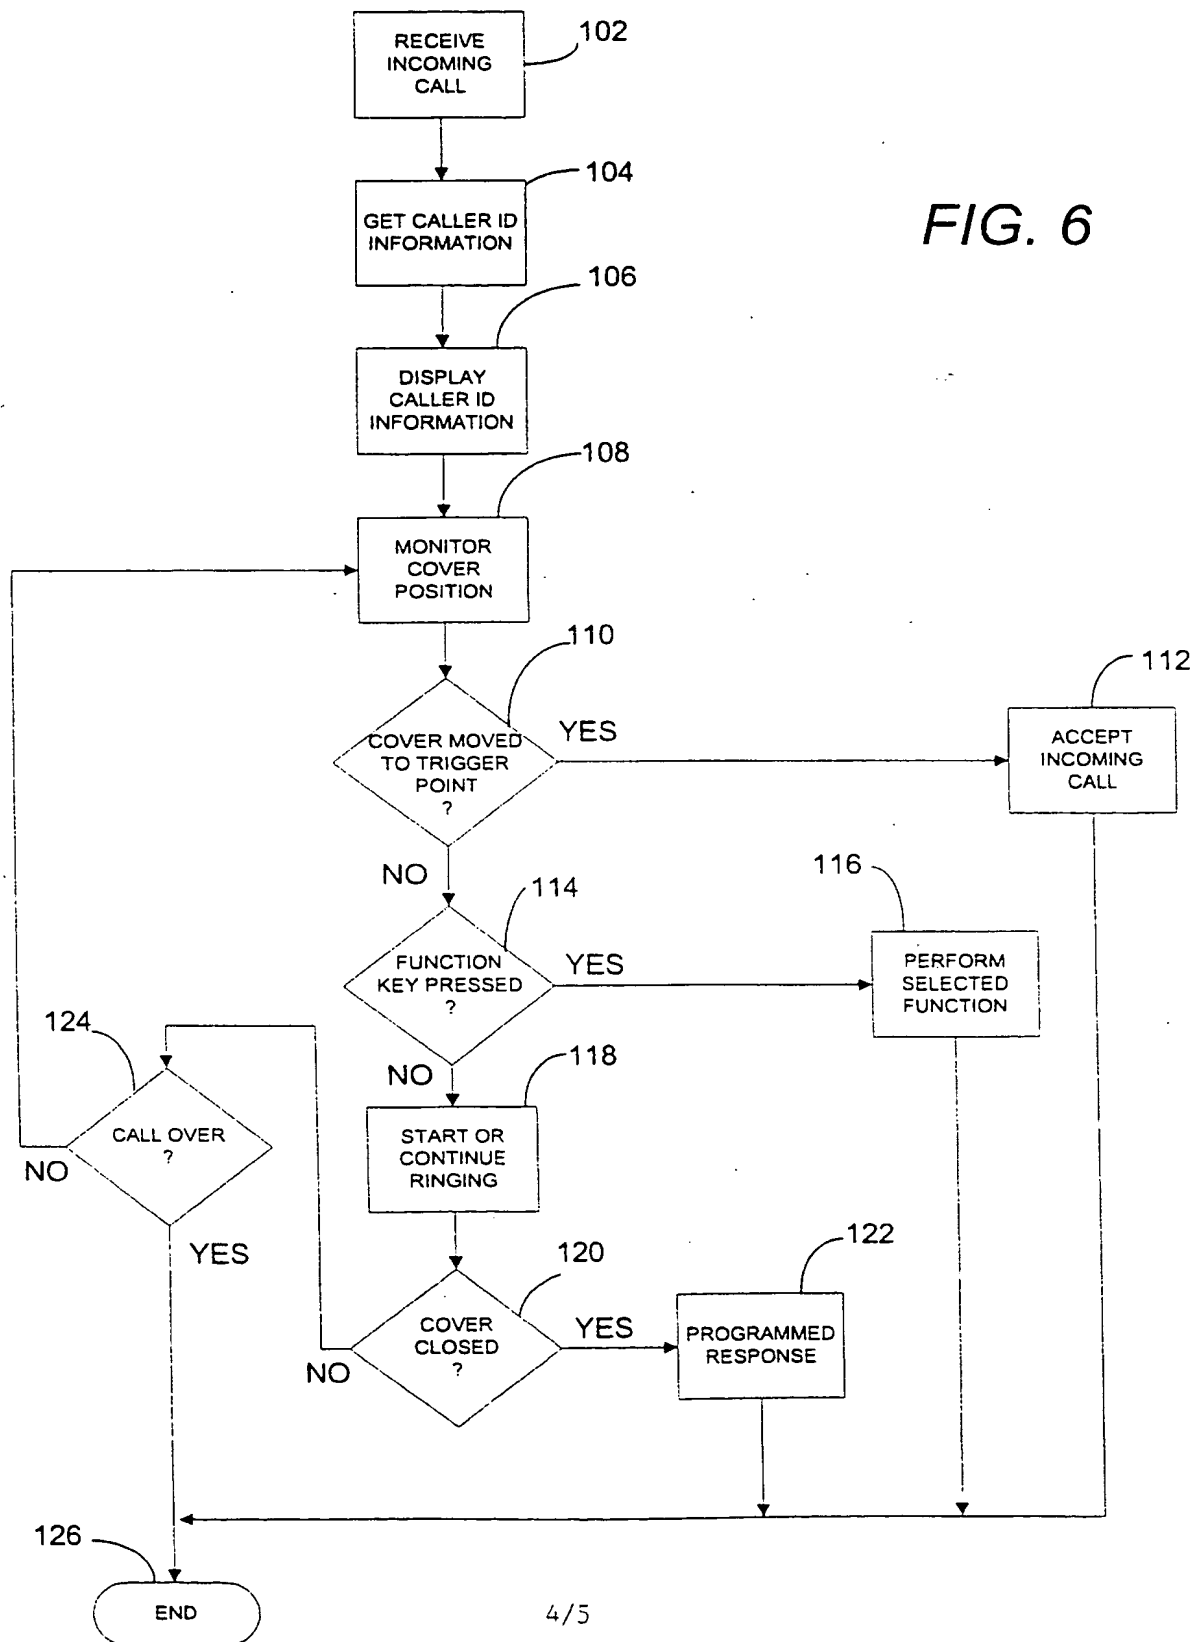 RECEIVE
INCOMING
CALL
102
GET CALLER ID
INFORMATION
104
FIG. 6
DISPLAY
CALLER ID
INFORMATION
106
MONITOR
COVER
POSITION
108
COVER MOVED
TO TRIGGER
POINT
?
110
YES
ACCEPT
INCOMING
CALL
112
NO
FUNCTION
KEY PRESSED
?
114
YES
PERFORM
SELECTED
FUNCTION
116
NO
START OR
CONTINUE
RINGING
118
124
CALL OVER
?
NO
YES
COVER
CLOSED
?
120
NO
YES
PROGRAMMED
RESPONSE
122
126
END
4/5